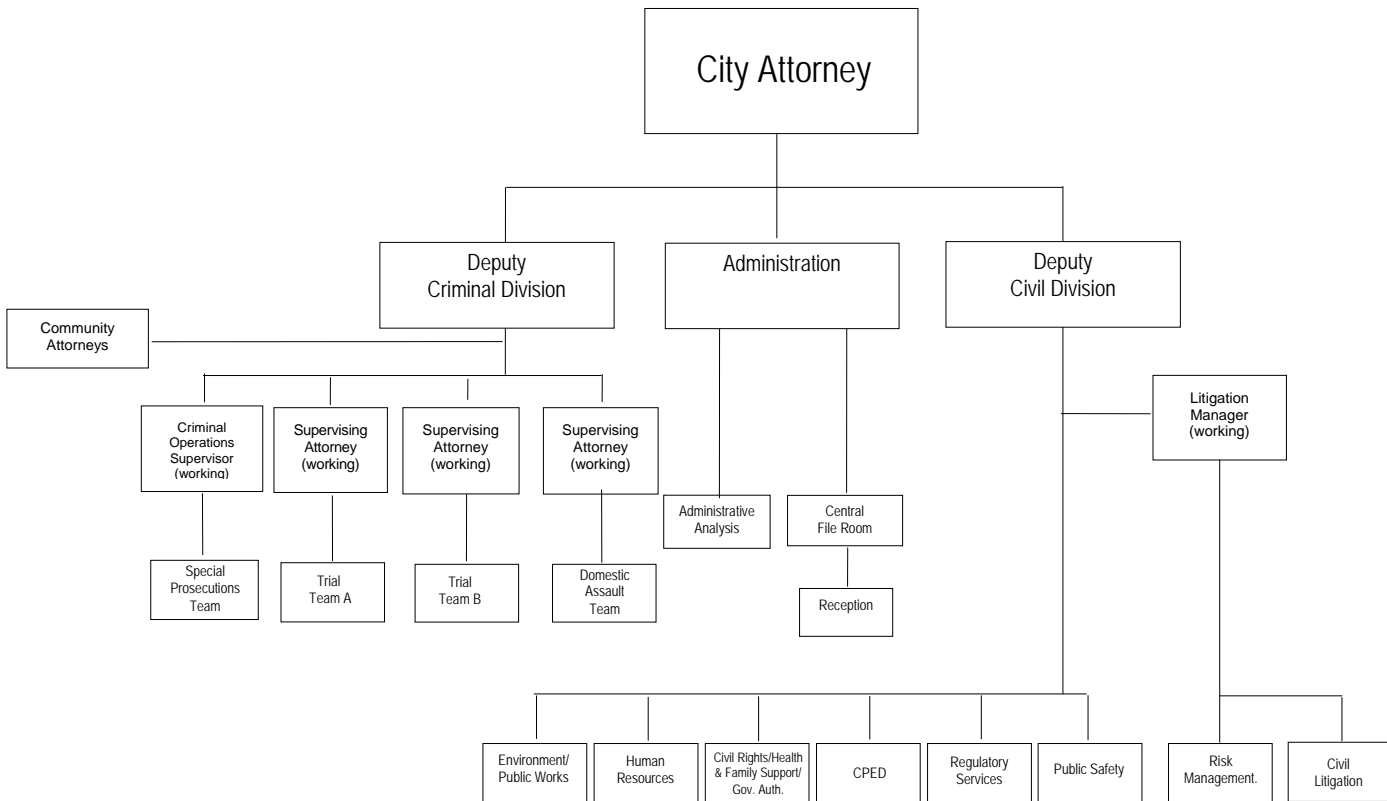 City Attorney
Deputy
Criminal Division
Administration
Deputy
Civil Division
Community
Attorneys
Criminal
Operations
Supervisor
(working)
Supervising
Attorney
(working)
Supervising
Attorney
(working)
Supervising
Attorney
(working)
Litigation
Manager
(working)
Administrative
Analysis
Central
File Room
Special
Prosecutions
Team
Trial
Team A
Trial
Team B
Domestic
Assault
Team
Reception
Environment/
Public Works
Human
Resources
Civil Rights/Health
& Family Support/
Gov. Auth.
CPED
Regulatory
Services
Public Safety
Risk
Management.
Civil
Litigation